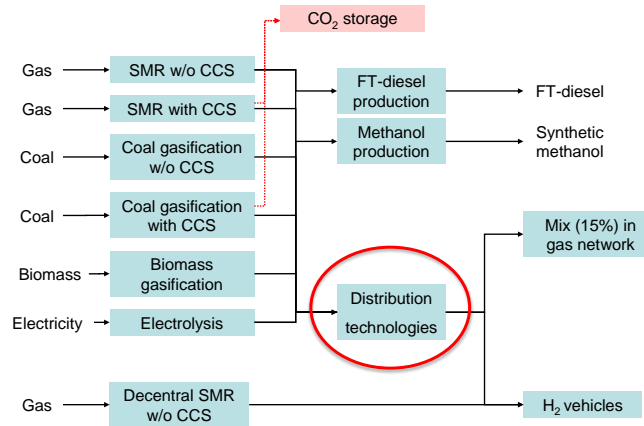 CO₂ storage
Gas
SMR w/o CCS
FT-diesel
production
FT-diesel
Gas
SMR with CCS
Methanol
production
Synthetic
methanol
Coal
Coal gasification
w/o CCS
Coal
Coal gasification
with CCS
Mix (15%) in
gas network
Biomass
Biomass
gasification
Distribution
technologies
Electricity
Electrolysis
Gas
Decentral SMR
w/o CCS
H₂ vehicles